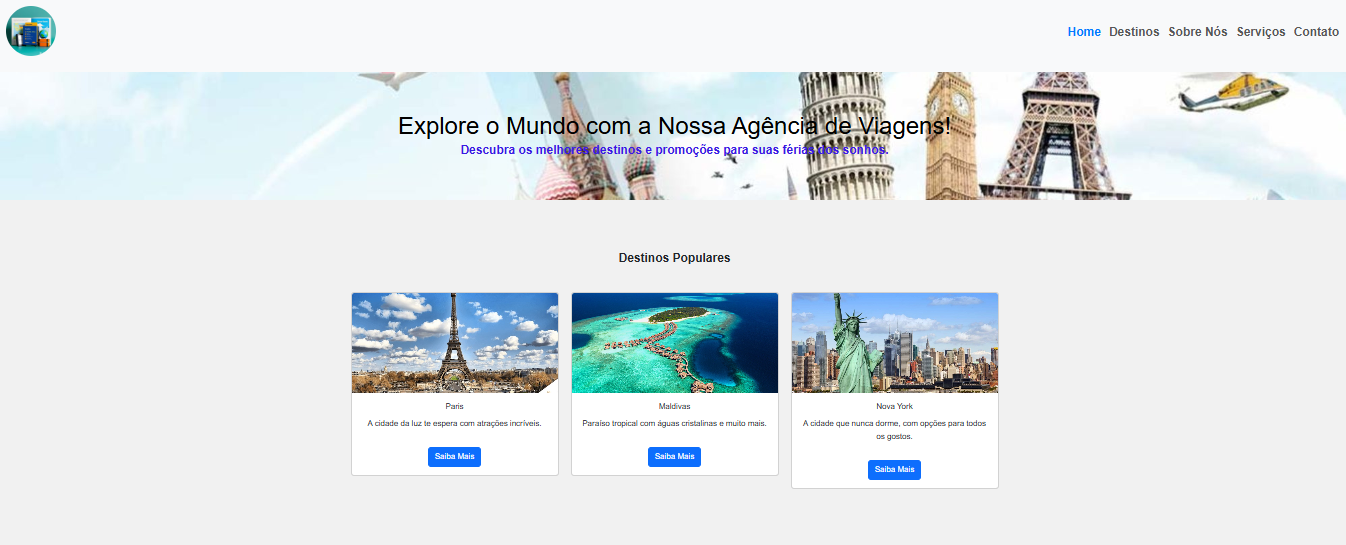 Home Destinos Sobre Nós Serviços Contato
Explore o Mundo com a Nossa Agência de Viagens!
Descubra os melhores destinos e promoções para suas férias dos sonhos.
Destinos Populares
Paris
A cidade da luz te espera com atrações incríveis.
Saiba Mais
Maldivas
Paraíso tropical com águas cristalinas e muito mais.
Saiba Mais
Nova York
A cidade que nunca dorme, com opções para todos
os gostos.
Saiba Mais